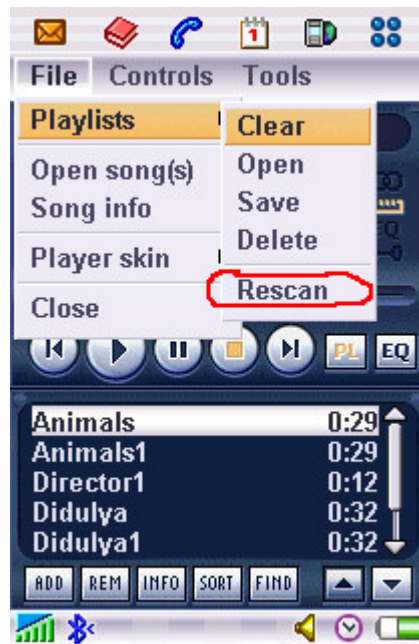 1
File Controls Tools
Playlists
Clear
Open
Save
Delete
Rescan
Open song(s)
Song info
Player skin
Close
PL EQ
Animals 0:29
Animals1 0:29
Director1 0:12
Didulya 0:32
Didulya1 0:32
ADD REM INFO SORT FIND